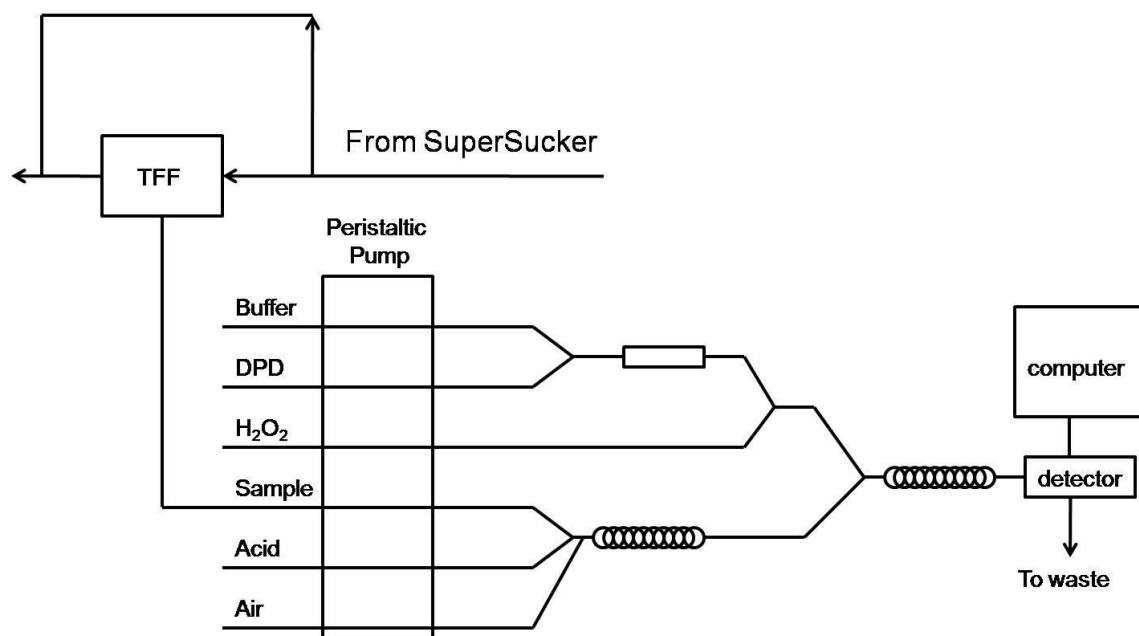 From SuperSucker
TFF
Peristaltic
Pump
Buffer
DPD
H₂O₂
Sample
Acid
Air
computer
detector
To waste